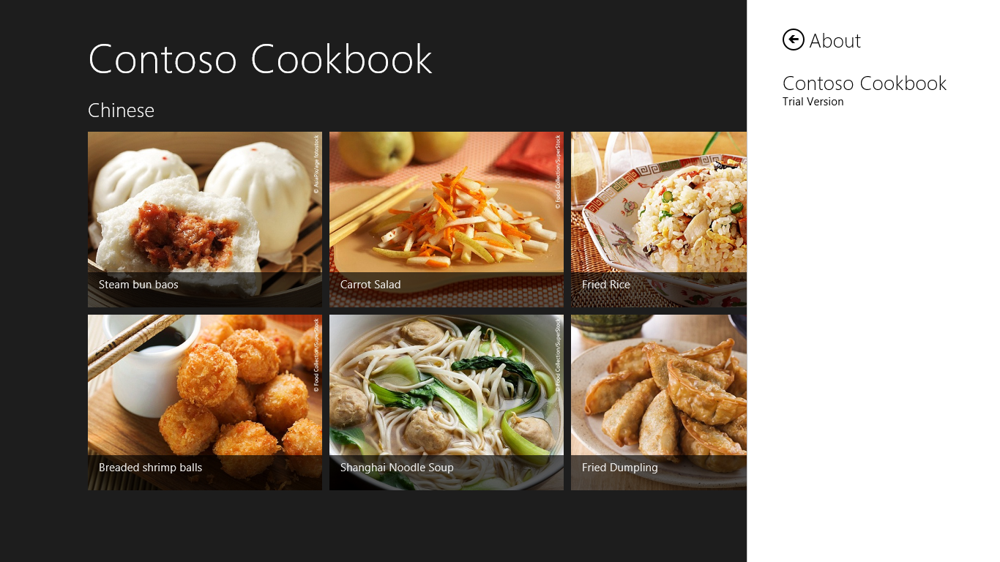 Contoso Cookbook
Chinese
© AsiaPix/age fotostock
Steam bun baos
© Food Collection/SuperStock
Carrot Salad
Fried Rice
© Food Collection/SuperStock
Breaded shrimp balls
© Food Collection/SuperStock
Shanghai Noodle Soup
Fried Dumpling
About
Contoso Cookbook
Trial Version